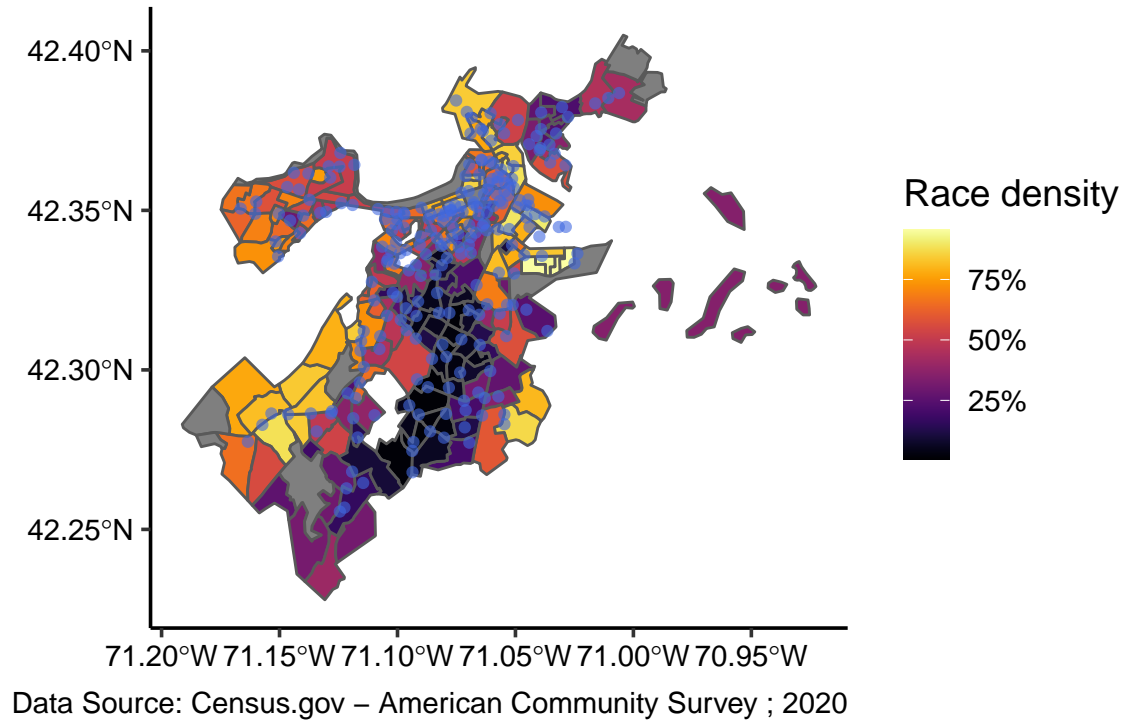 42.40°N
42.35°N
42.30°N
42.25°N
71.20°W 71.15°W 71.10°W 71.05°W 71.00°W 70.95°W
Race density
75%
50%
25%
Data Source: Census.gov – American Community Survey ; 2020